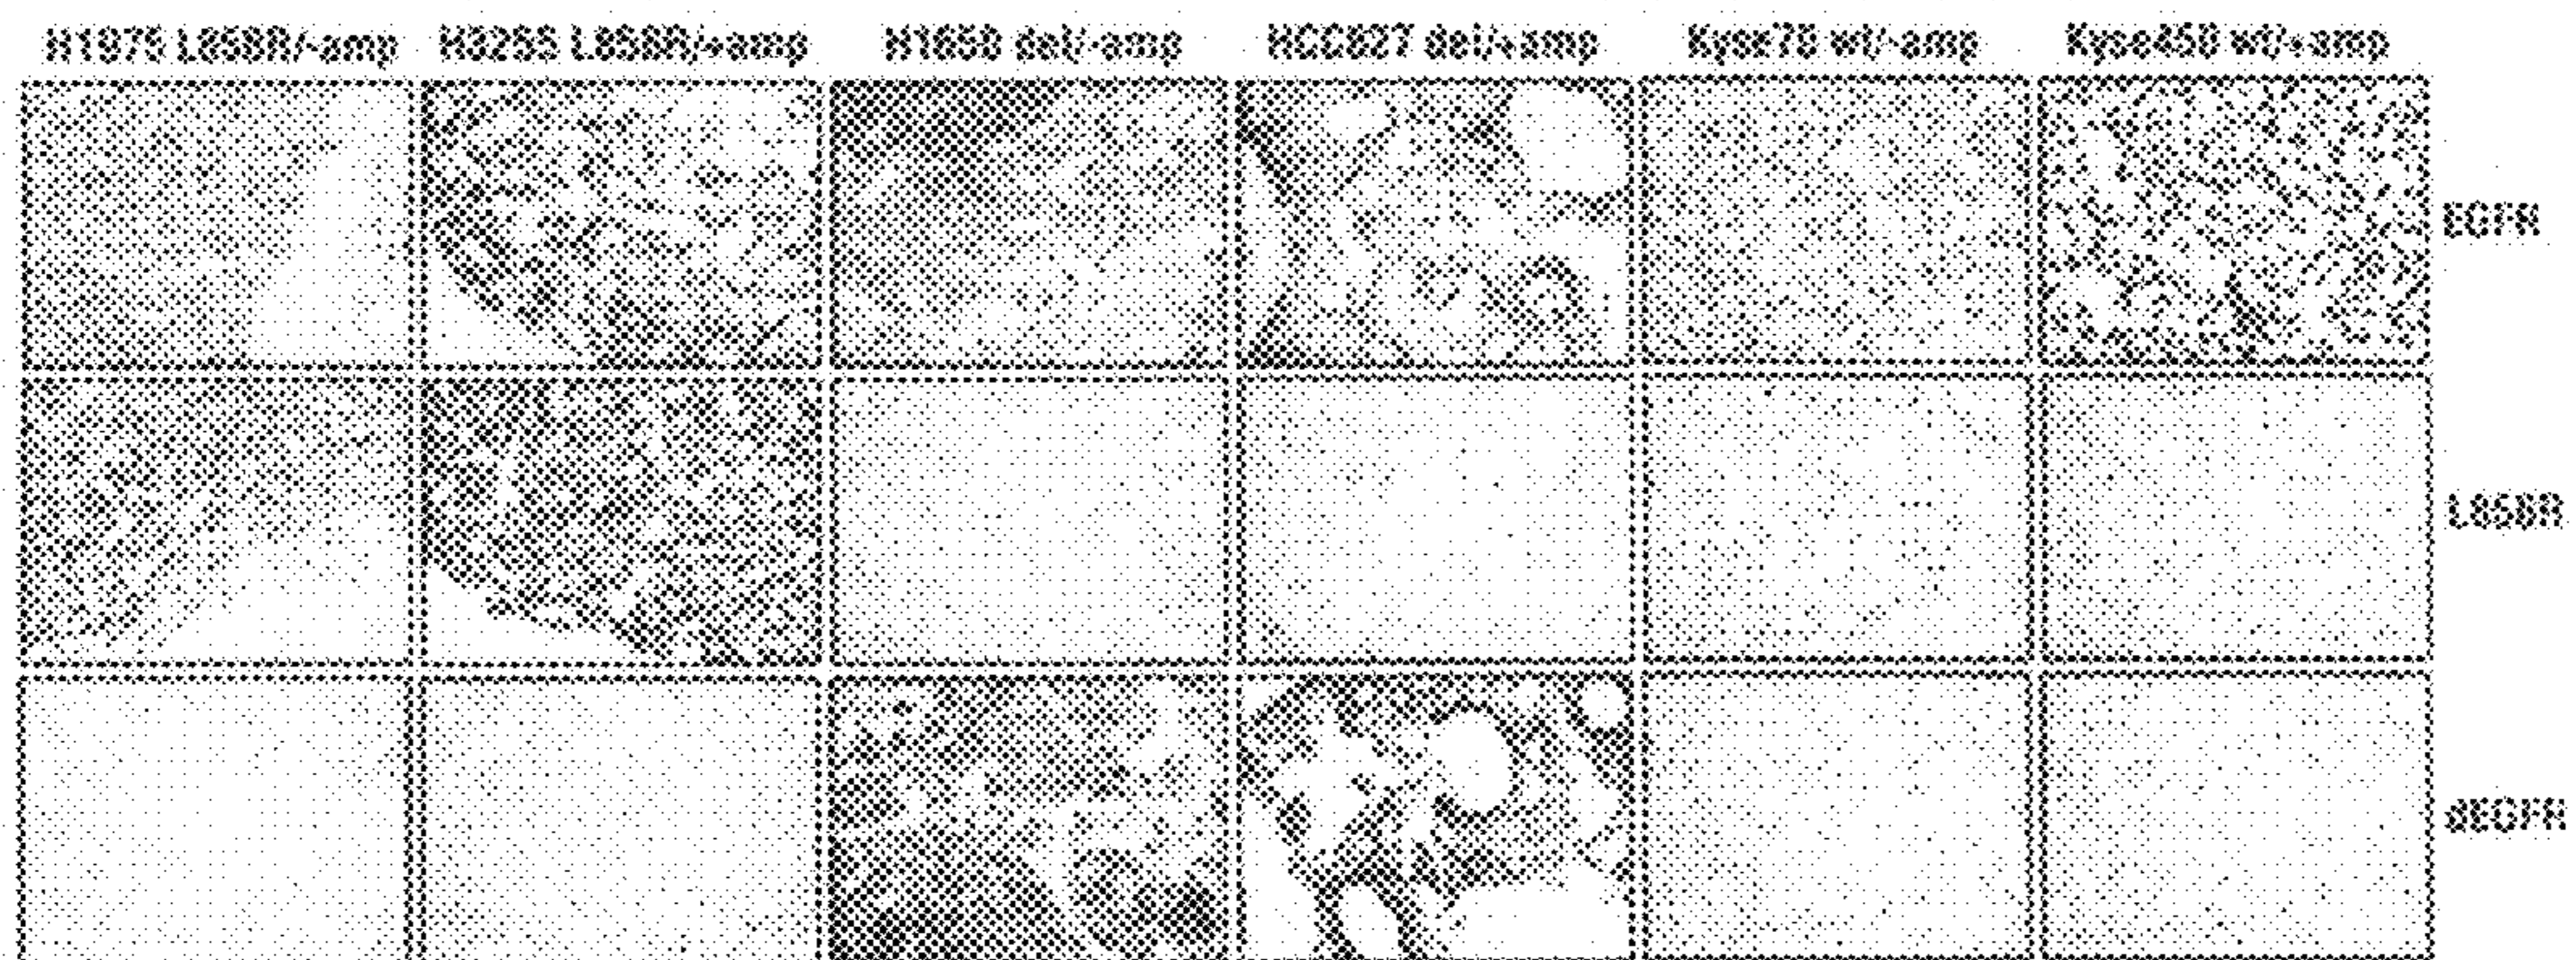 H1975 L858R/-amp H3255 L858R/+amp H1650 del/-amp HCC827 del/+amp Kyse70 wt/-amp Kyse450 wt/+amp
EGFR
L858R
dEGFR